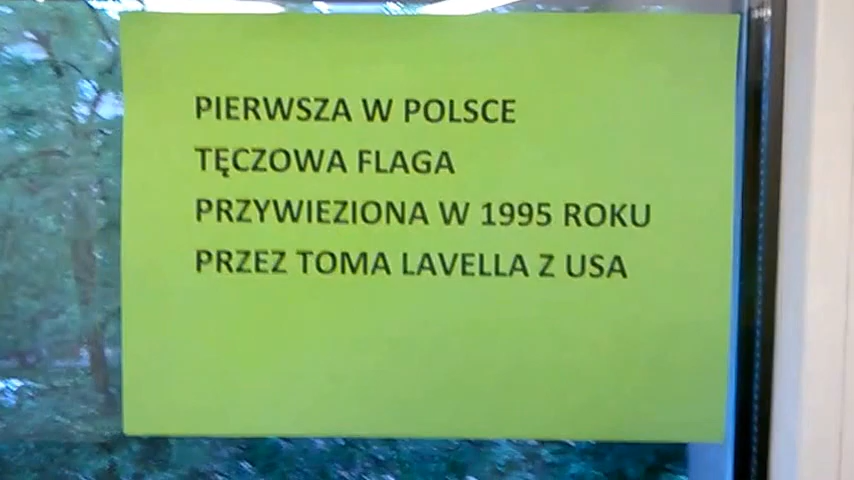 PIERWSZA W POLSCE
TĘCZOWA FLAGA
PRZYWIEZIONA W 1995 ROKU
PRZEZ TOMA LAVELLA Z USA